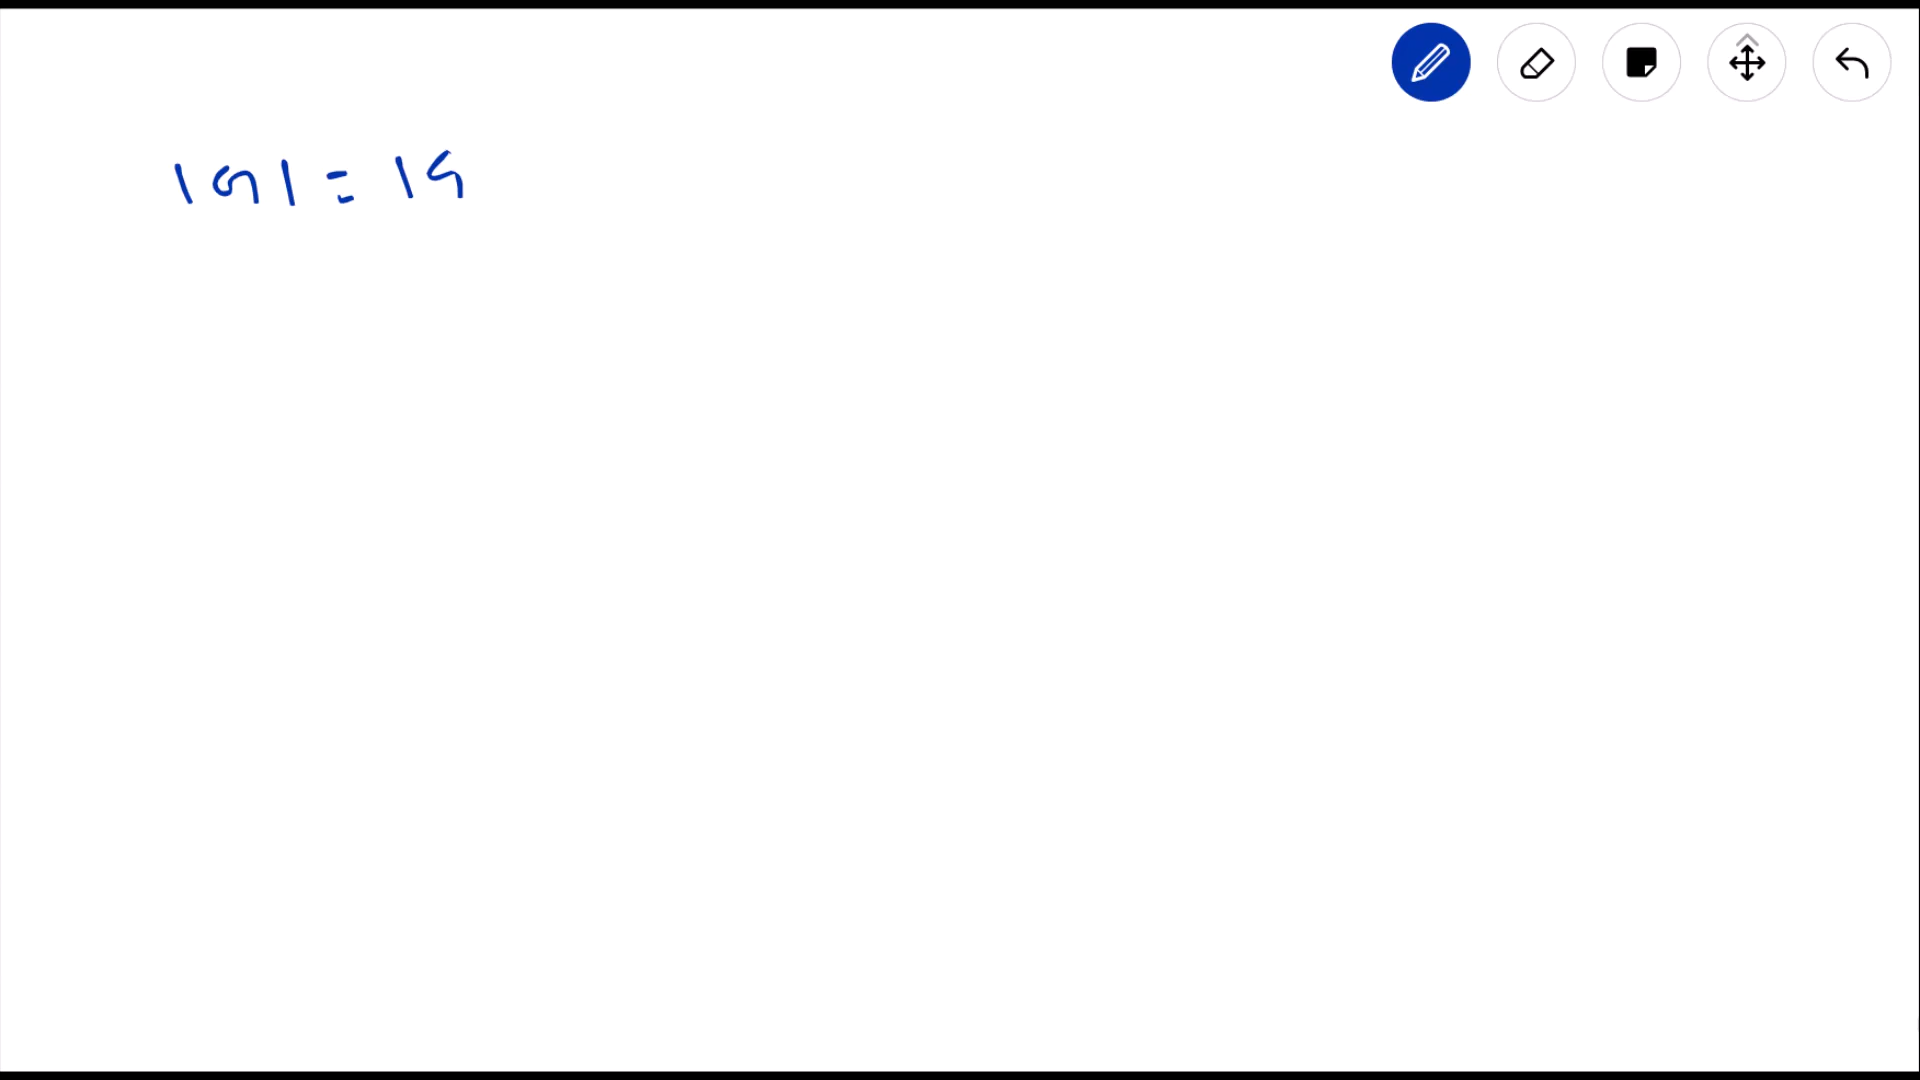 |a| = 19